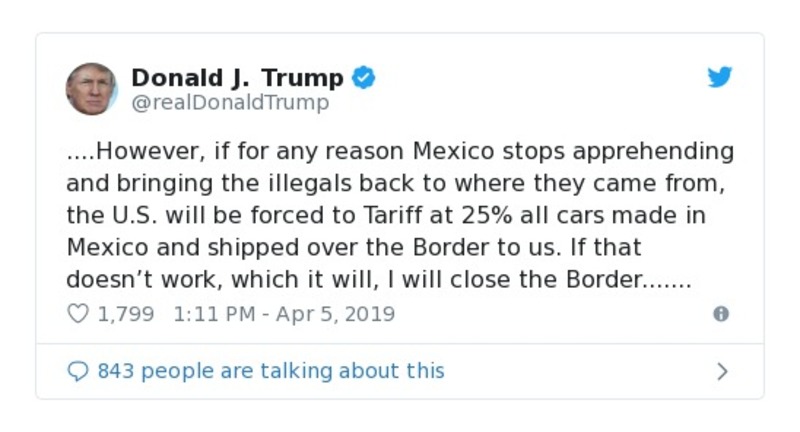 Donald J. Trump
@realDonaldTrump
....However, if for any reason Mexico stops apprehending
and bringing the illegals back to where they came from,
the U.S. will be forced to Tariff at 25% all cars made in
Mexico and shipped over the Border to us. If that
doesn’t work, which it will, I will close the Border.......
1,799 1:11 PM - Apr 5, 2019
843 people are talking about this